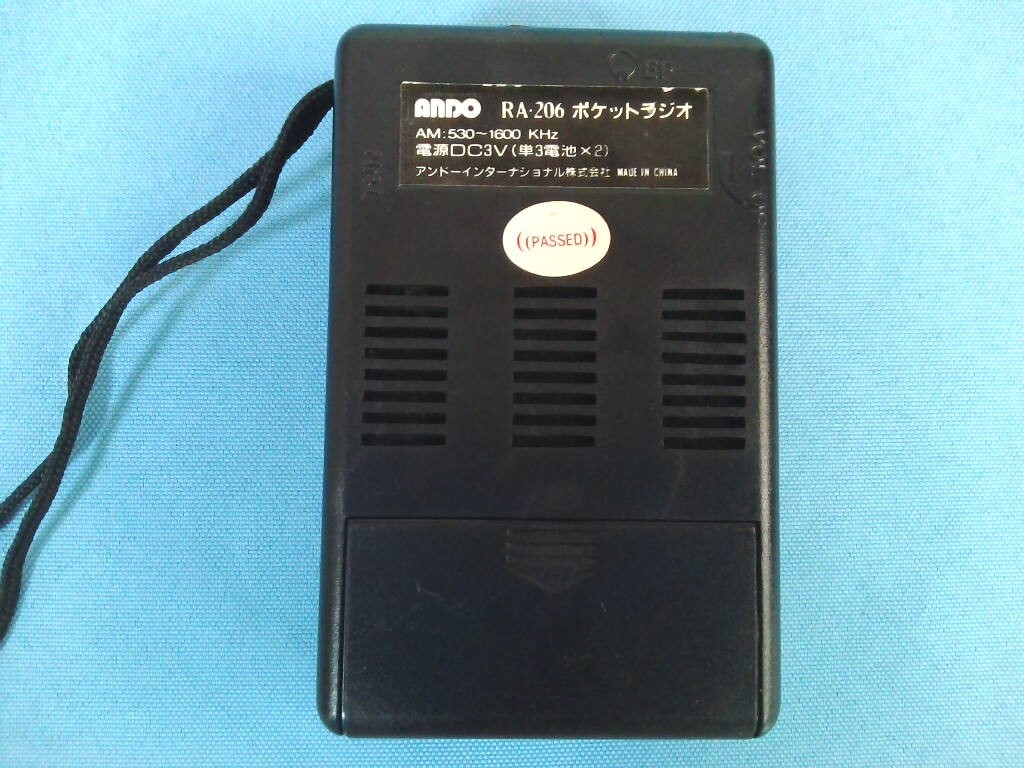 EP
ANDO RA-206 ポケットラジオ
AM:530~1600 KHz
電源DC3V(単3電池×2)
アンドーインターナショナル株式会社 MADE IN CHINA
VOL
((PASSED))